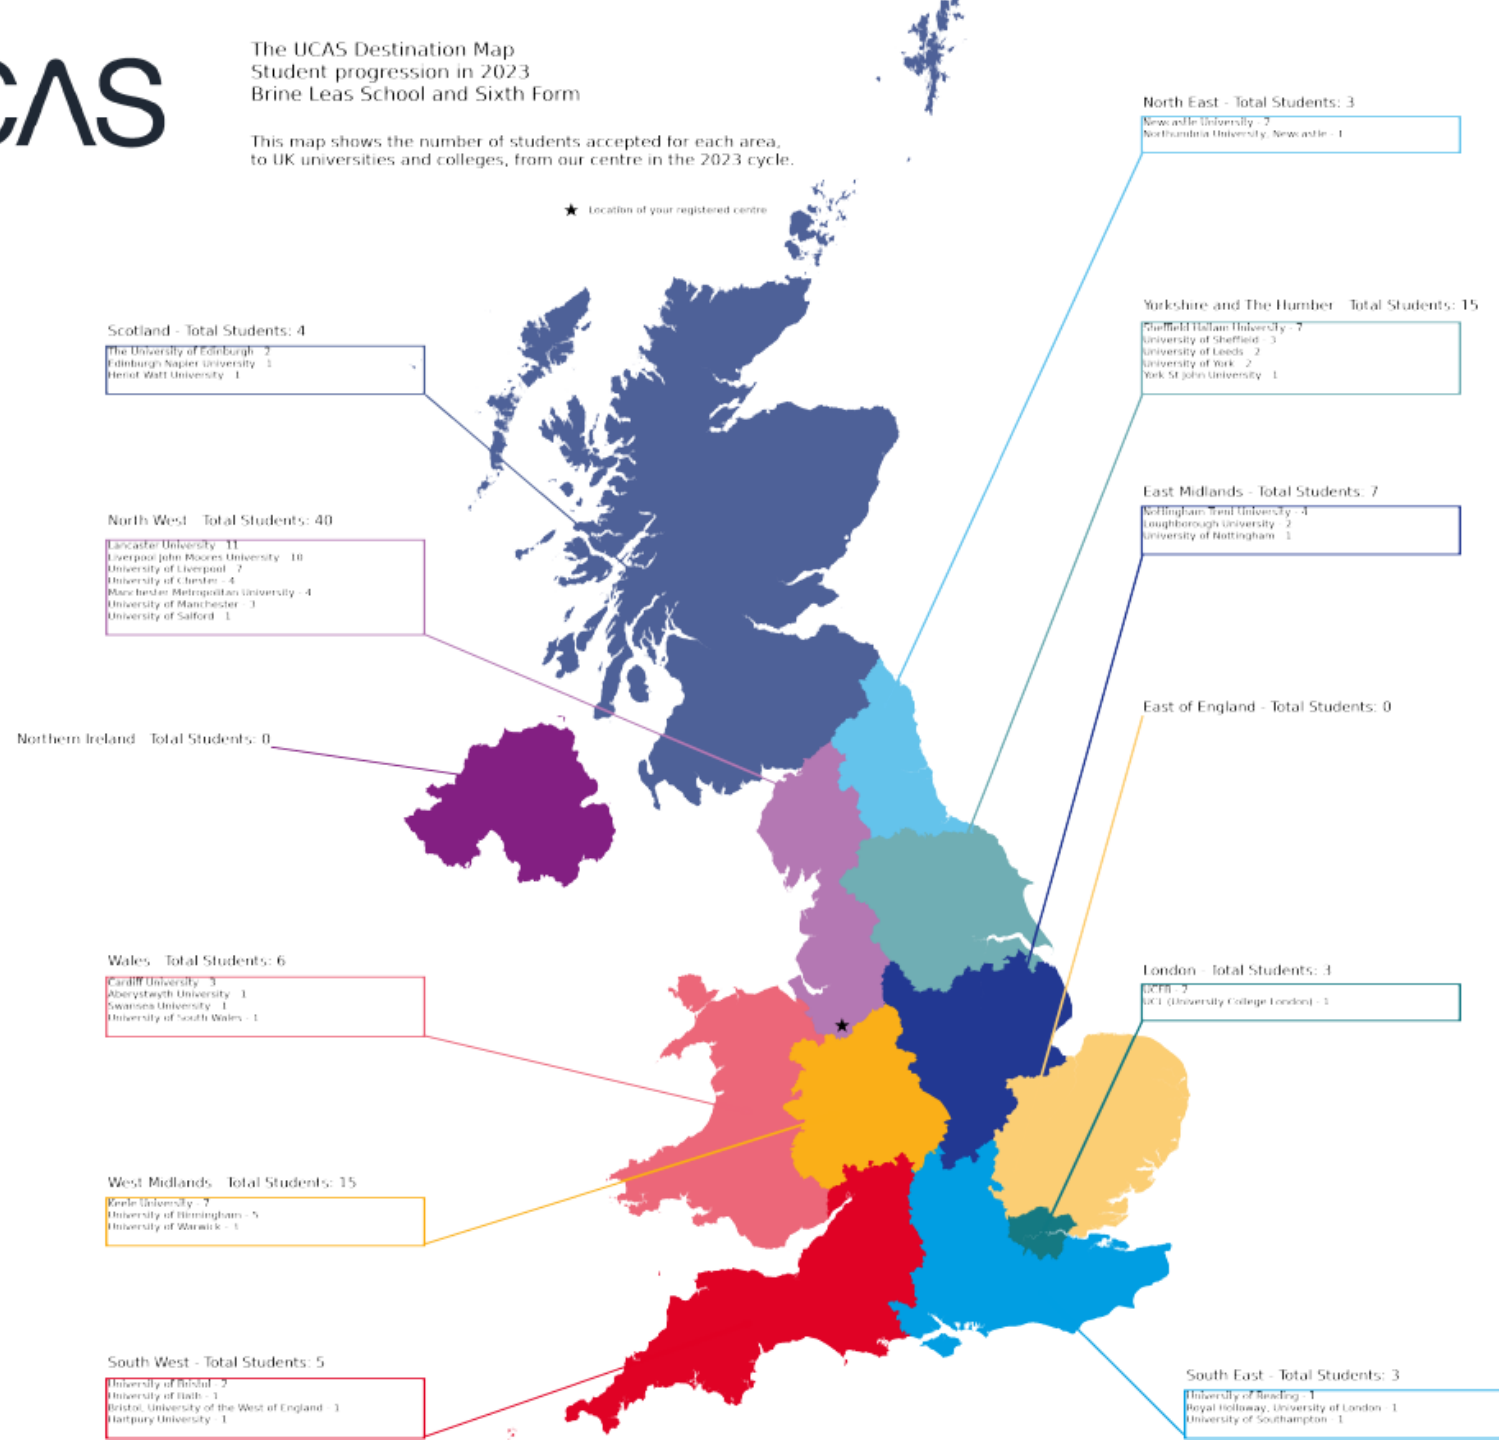 CAS
The UCAS Destination Map
Student progression in 2023
Brine Leas School and Sixth Form
This map shows the number of students accepted for each area,
to UK universities and colleges, from our centre in the 2023 cycle.
★ Location of your registered centre
North East - Total Students: 3
Newcastle University - 2
Northumbria University, Newcastle - 1
Yorkshire and The Humber - Total Students: 15
Sheffield Hallam University - 7
University of Sheffield - 3
University of Leeds - 2
University of York - 2
York St John University - 1
Scotland - Total Students: 4
The University of Edinburgh - 2
Edinburgh Napier University - 1
Heriot Watt University - 1
East Midlands - Total Students: 7
Nottingham Trent University - 4
Loughborough University - 2
University of Nottingham - 1
North West - Total Students: 40
Lancaster University - 11
Liverpool John Moores University - 10
University of Liverpool - 7
University of Chester - 4
Manchester Metropolitan University - 4
University of Manchester - 3
University of Salford - 1
East of England - Total Students: 0
Northern Ireland - Total Students: 0
Wales - Total Students: 6
Cardiff University - 3
Aberystwyth University - 1
Swansea University - 1
University of South Wales - 1
London - Total Students: 3
UCFB - 2
UCL (University College London) - 1
West Midlands - Total Students: 15
Keele University - 7
University of Birmingham - 5
University of Warwick - 3
South West - Total Students: 5
University of Bristol - 2
University of Bath - 1
Bristol, University of the West of England - 1
Hartpury University - 1
South East - Total Students: 3
University of Reading - 1
Royal Holloway, University of London - 1
University of Southampton - 1